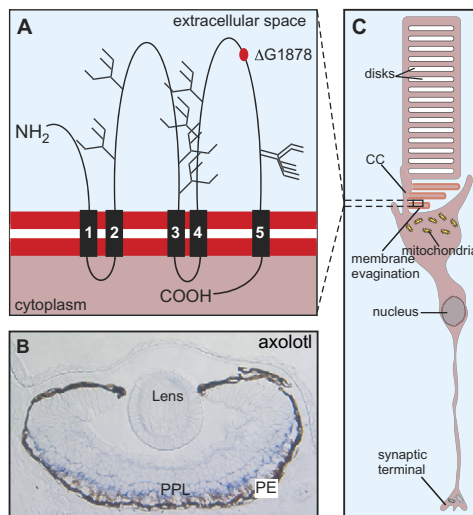 A
extracellular space
ΔG1878
NH2
1
2
3
4
5
COOH
cytoplasm
B
axolotl
Lens
PPL
PE
C
disks
CC
mitochondria
membrane
evagination
nucleus
synaptic
terminal